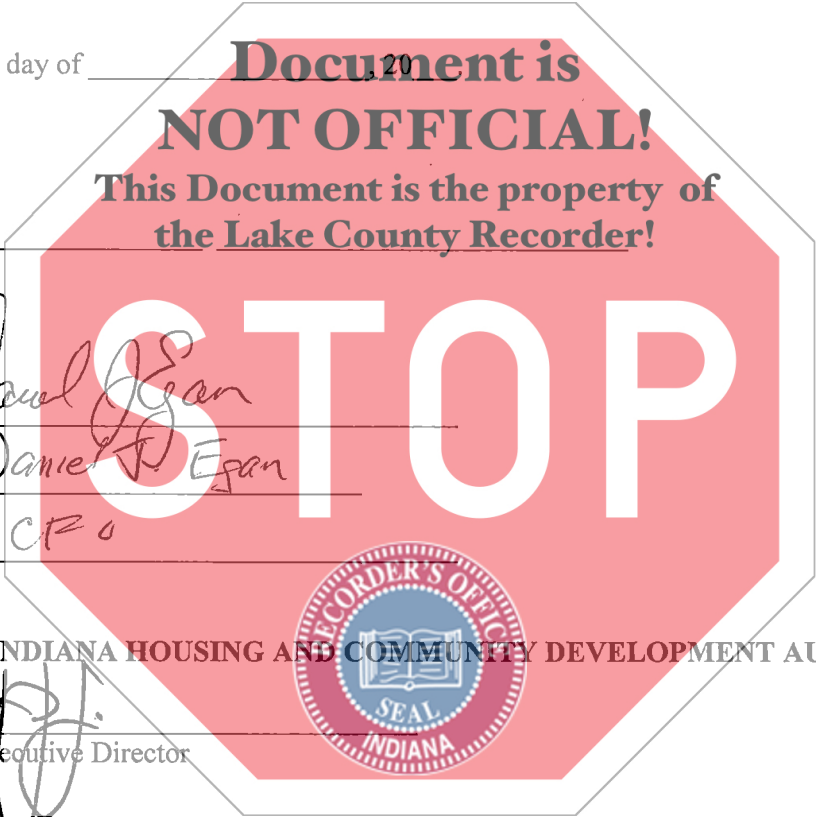 day of , 20
Document is
NOT OFFICIAL!
This Document is the property of
the Lake County Recorder!
STOP
Daniel J. Egan
CFO
RECORDER'S OFFICE
SEAL
INDIANA
NDIANA HOUSING AND COMMUNITY DEVELOPMENT AU
ecutive Director